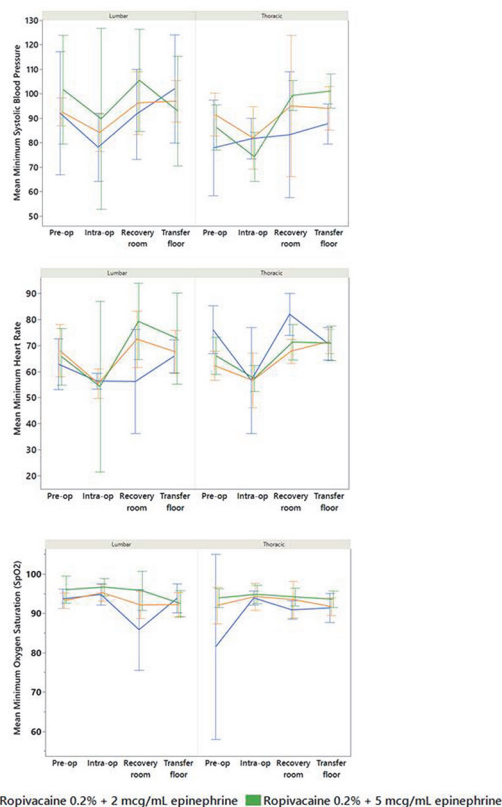 Lumbar Thoracic
Mean Minimum Systolic Blood Pressure
130
120
110
100
90
80
70
60
50
Pre-op Intra-op Recovery room Transfer floor Pre-op Intra-op Recovery room Transfer floor
Lumbar Thoracic
Mean Minimum Heart Rate
90
80
70
60
50
40
30
20
Pre-op Intra-op Recovery room Transfer floor Pre-op Intra-op Recovery room Transfer floor
Lumbar Thoracic
Mean Minimum Oxygen Saturation (SpO2)
100
90
80
70
60
Pre-op Intra-op Recovery room Transfer floor Pre-op Intra-op Recovery room Transfer floor
Ropivacaine 0.2% + 2 mcg/mL epinephrine Ropivacaine 0.2% + 5 mcg/mL epinephrine